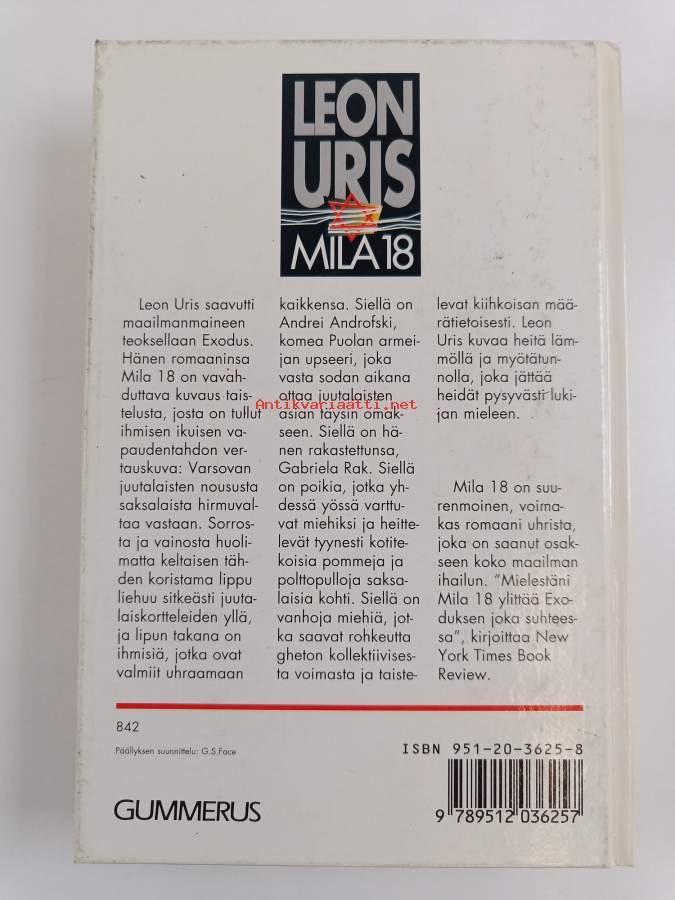 LEON
URIS
MILA 18
Leon Uris saavutti
maailmanmaineen
teoksellaan Exodus.
Hänen romaaninsa
Mila 18 on vavah-
duttava kuvaus tais-
telusta, josta on tullut
ihmisen ikuisen va-
paudentahdon ver-
tauskuva: Varsovan
juutalaisten noususta
saksalaista hirmuval-
taa vastaan. Sorros-
ta ja vainosta huoli-
matta keltaisen täh-
den koristama lippu
liehuu sitkeästi juuta-
laiskortteleiden yllä,
ja lipun takana on
ihmisiä, jotka ovat
valmiit uhraamaan
kaikkensa. Siellä on
Andrei Androfski,
komea Puolan armei-
jan upseeri, joka
vasta sodan aikana
ottaa juutalaisten
asian täysin omak-
seen. Siellä on hä-
nen rakastettunsa,
Gabriela Rak. Siellä
on poikia, jotka yh-
dessä yössä varttu-
vat miehiksi ja heitte-
levät tyynesti kotite-
koisia pommeja ja
polttopulloja saksa-
laisia kohti. Siellä on
vanhoja miehiä, jot-
ka saavat rohkeutta
gheton kollektiivises-
ta voimasta ja taiste-
levat kiihkoisan mää-
rätietoisesti. Leon
Uris kuvaa heitä läm-
möllä ja myötätun-
nolla, joka jättää
heidät pysyvästi luki-
jan mieleen.
Mila 18 on suu-
renmoinen, voima-
kas romaani uhrista,
joka on saanut osak-
seen koko maailman
ihailun. "Mielestäni
Mila 18 ylittää Exo-
duksen joka suhtees-
sa", kirjoittaa New
York Times Book
Review.
Antikvariaatti.net
842
Päällyksen suunnittelu: G.S.Face
GUMMERUS
ISBN 951-20-3625-8
9 789512 036257